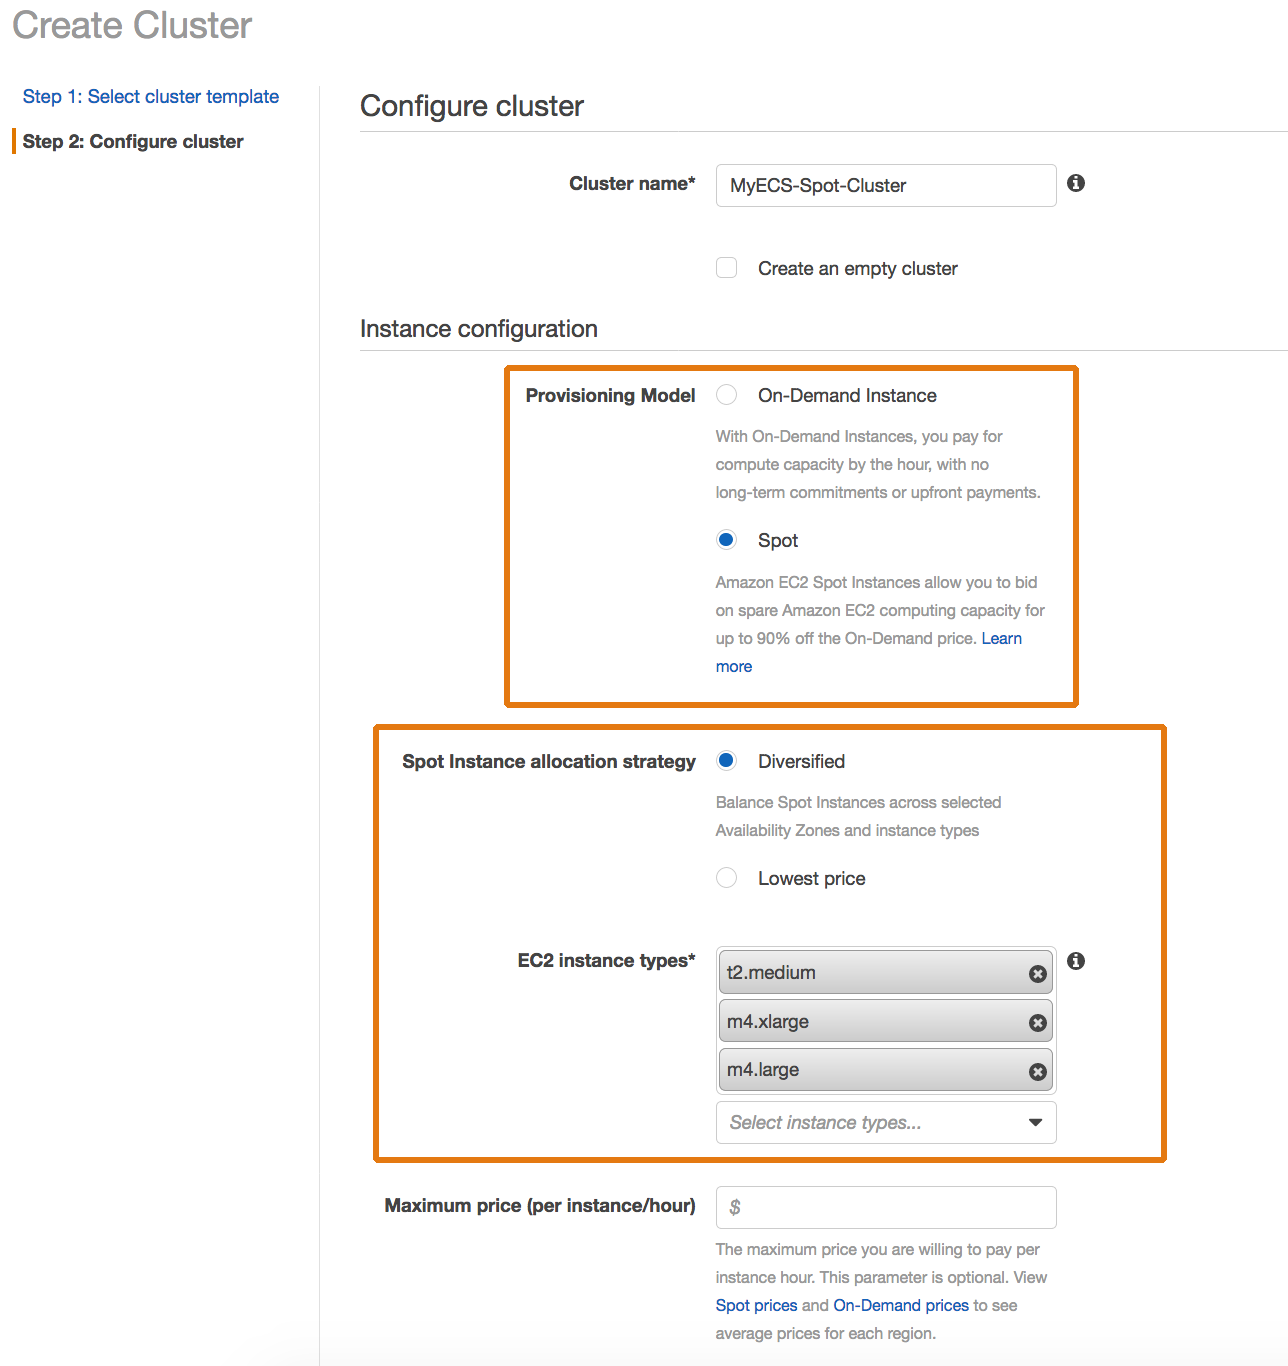 Create Cluster
Step 1: Select cluster template
Step 2: Configure cluster
Configure cluster
Cluster name*
MyECS-Spot-Cluster
Create an empty cluster
Instance configuration
Provisioning Model
On-Demand Instance
With On-Demand Instances, you pay for
compute capacity by the hour, with no
long-term commitments or upfront payments.
Spot
Amazon EC2 Spot Instances allow you to bid
on spare Amazon EC2 computing capacity for
up to 90% off the On-Demand price. Learn
more
Spot Instance allocation strategy
Diversified
Balance Spot Instances across selected
Availability Zones and instance types
Lowest price
EC2 instance types*
t2.medium
m4.xlarge
m4.large
Select instance types...
Maximum price (per instance/hour)
$
The maximum price you are willing to pay per
instance hour. This parameter is optional. View
Spot prices and On-Demand prices to see
average prices for each region.